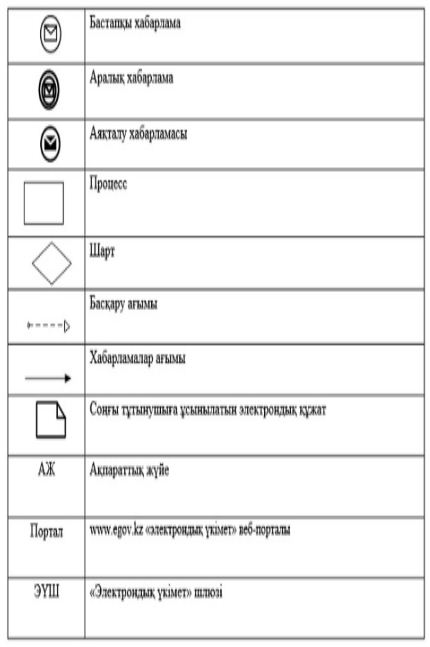 Бастапқы хабарлама
Аралық хабарлама
Аяқталу хабарламасы
Процесс
Шарт
Басқару ағымы
Хабарламалар ағымы
Соңғы тұтынушыға ұсынылатын электрондық құжат
АЖ Ақпараттық жүйе
Портал www.egov.kz «электрондық үкімет» веб-порталы
ЭҮШ «Электрондық үкімет» шлюзі